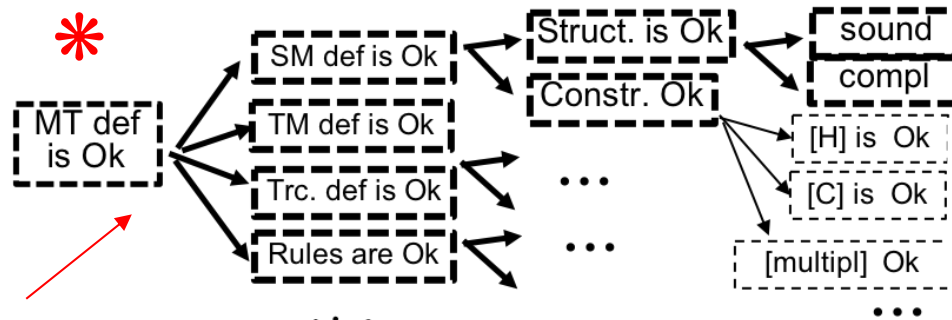 MT def
is Ok
SM def is Ok
TM def is Ok
Trc. def is Ok
Rules are Ok
...
Struct. is Ok
Constr. Ok
...
...
sound
compl
[H] is Ok
[C] is Ok
[multipl] Ok
...